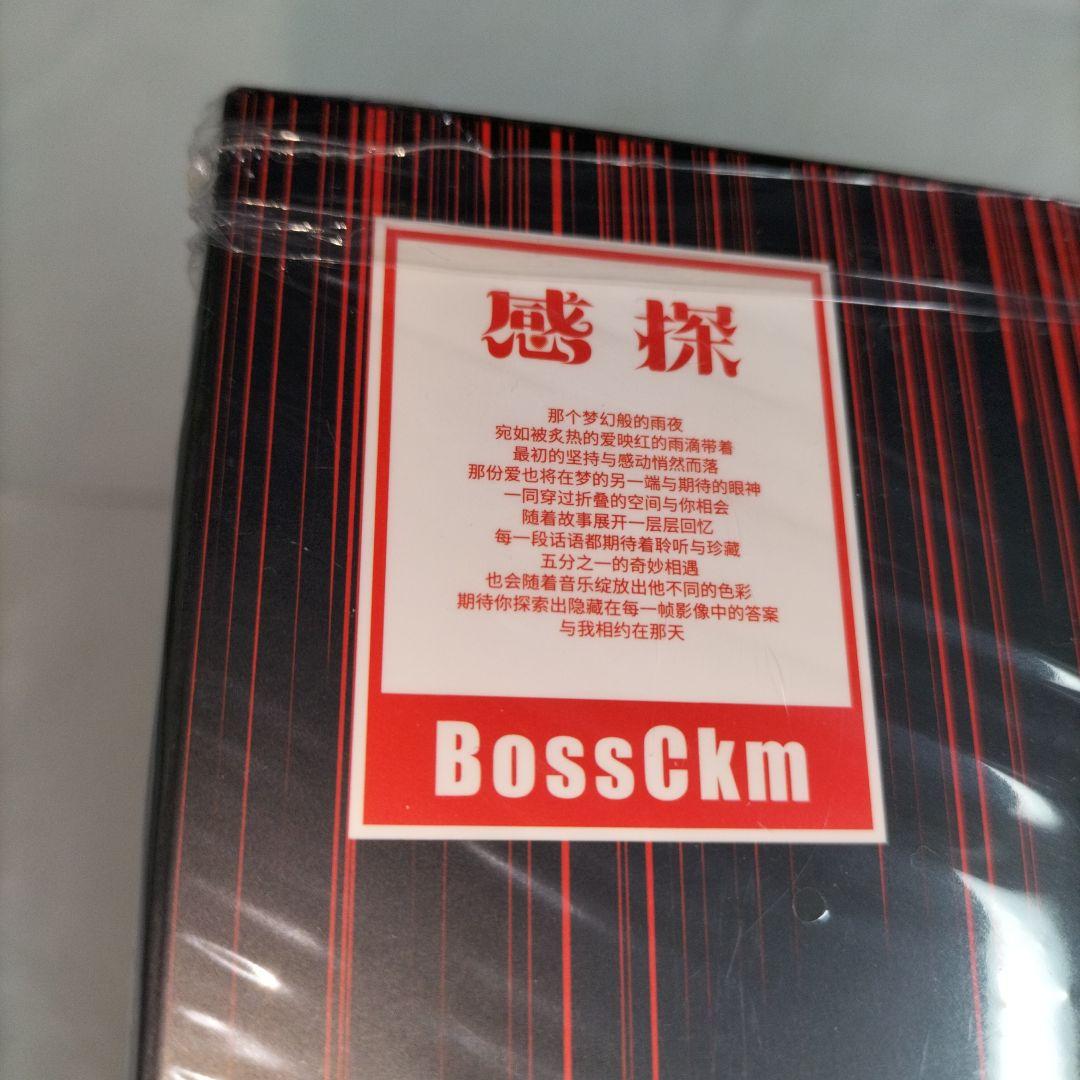 感探
那个梦幻般的雨夜
宛如被炙热的爱映红的雨滴带着
最初的坚持与感动悄然而落
那份爱也将在梦的另一端与期待的眼神
一同穿过折叠的空间与你相会
随着故事展开一层层回忆
每一段话语都期待着聆听与珍藏
五分之一的奇妙相遇
也会随着音乐绽放出他不同的色彩
期待你探索出隐藏在每一帧影像中的答案
与我相约在那天
BossCkm